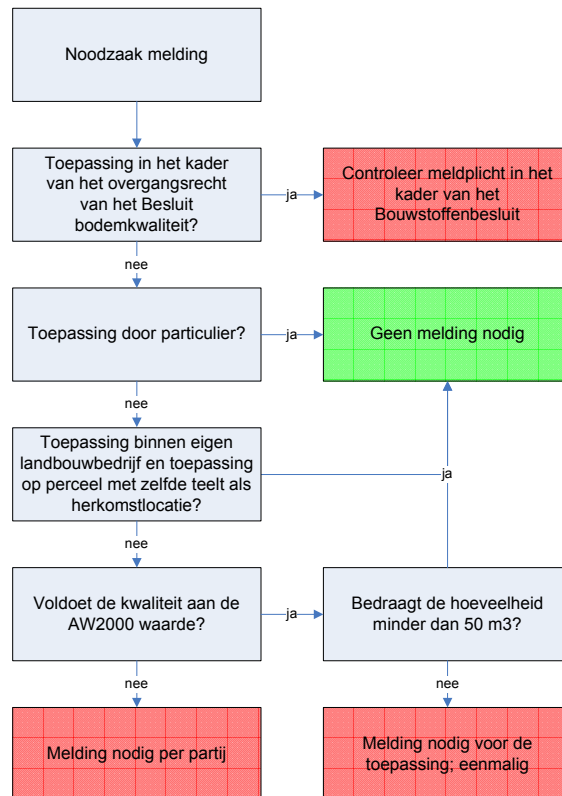 Noodzaak melding
Toepassing in het kader
van het overgangsrecht
van het Besluit
bodemkwaliteit?
ja
Controleer meldplicht in het
kader van het
Bouwstoffenbesluit
nee
Toepassing door particulier?
ja
Geen melding nodig
nee
Toepassing binnen eigen
landbouwbedrijf en toepassing
op perceel met zelfde teelt als
herkomstlocatie?
ja
nee
Voldoet de kwaliteit aan de
AW2000 waarde?
ja
Bedraagt de hoeveelheid
minder dan 50 m3?
nee
nee
Melding nodig per partij
Melding nodig voor de
toepassing; eenmalig